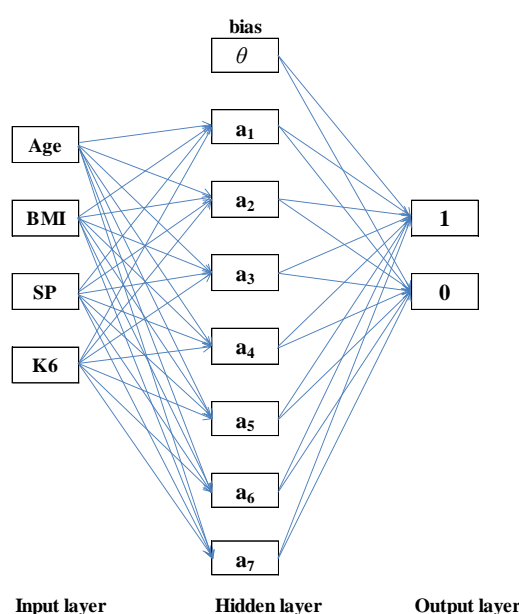 bias
θ
Age
BMI
SP
K6
a₁
a₂
a₃
a₄
a₅
a₆
a₇
1
0
Input layer
Hidden layer
Output layer